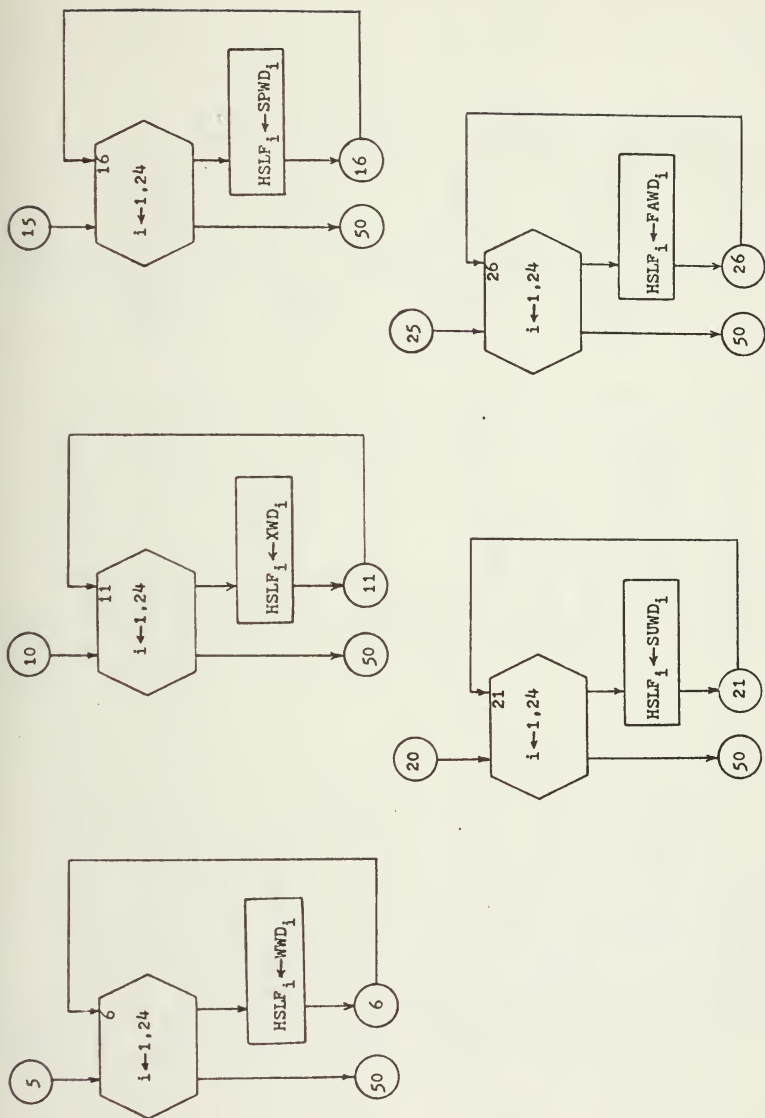 5
6
i←1,24
HSLF_i←WWD_i
50
6
10
11
i←1,24
HSLF_i←XWD_i
50
11
15
16
i←1,24
HSLF_i←SPWD_i
50
16
20
21
i←1,24
HSLF_i←SUWD_i
50
21
25
26
i←1,24
HSLF_i←FAWD_i
50
26